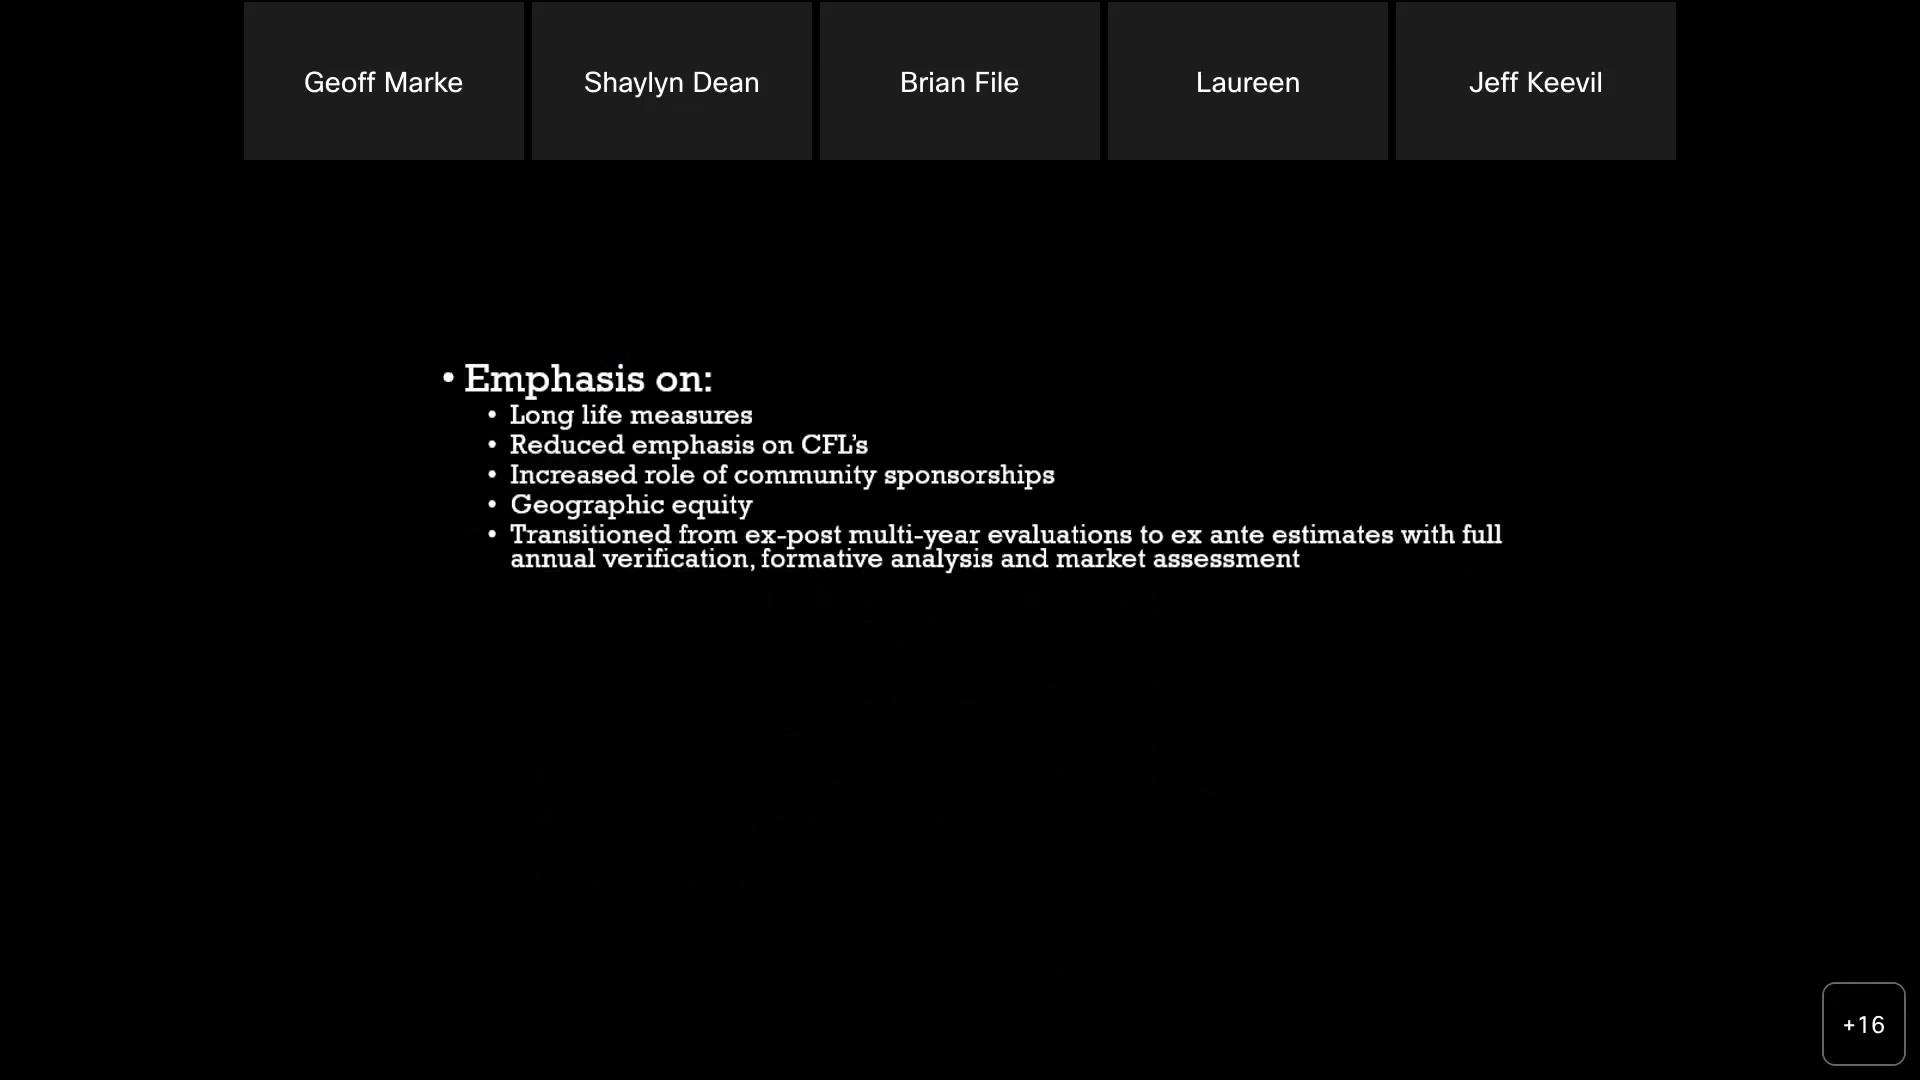 Geoff Marke
Shaylyn Dean
Brian File
Laureen
Jeff Keevil
• Emphasis on:
• Long life measures
• Reduced emphasis on CFL's
• Increased role of community sponsorships
• Geographic equity
• Transitioned from ex-post multi-year evaluations to ex ante estimates with full
annual verification, formative analysis and market assessment
+16